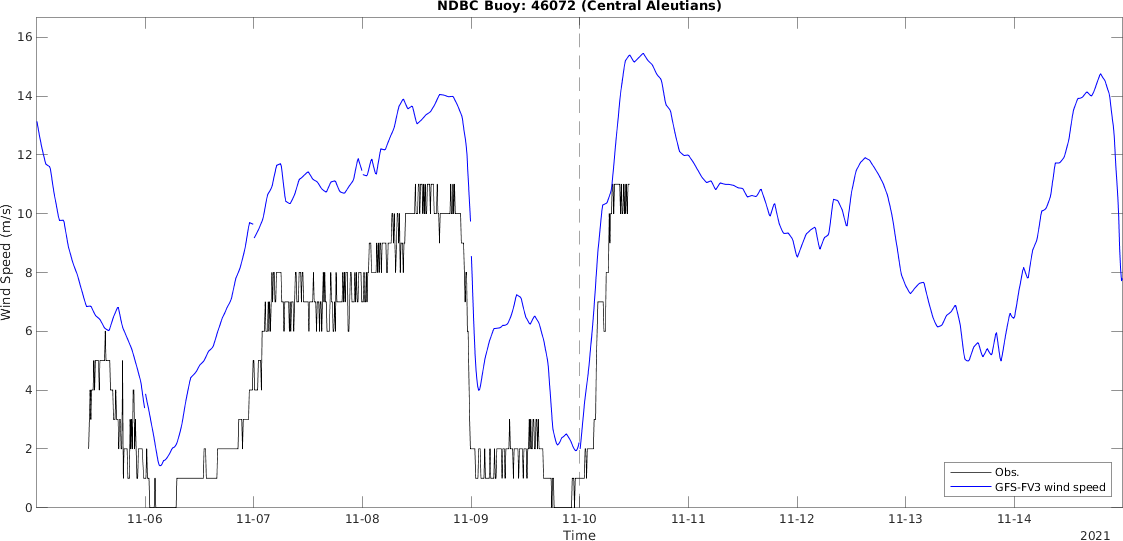 NDBC Buoy: 46072 (Central Aleutians)
16
14
12
10
8
6
4
2
0
Wind Speed (m/s)
11-06 11-07 11-08 11-09 11-10 11-11 11-12 11-13 11-14
Time
2021
Obs.
GFS-FV3 wind speed